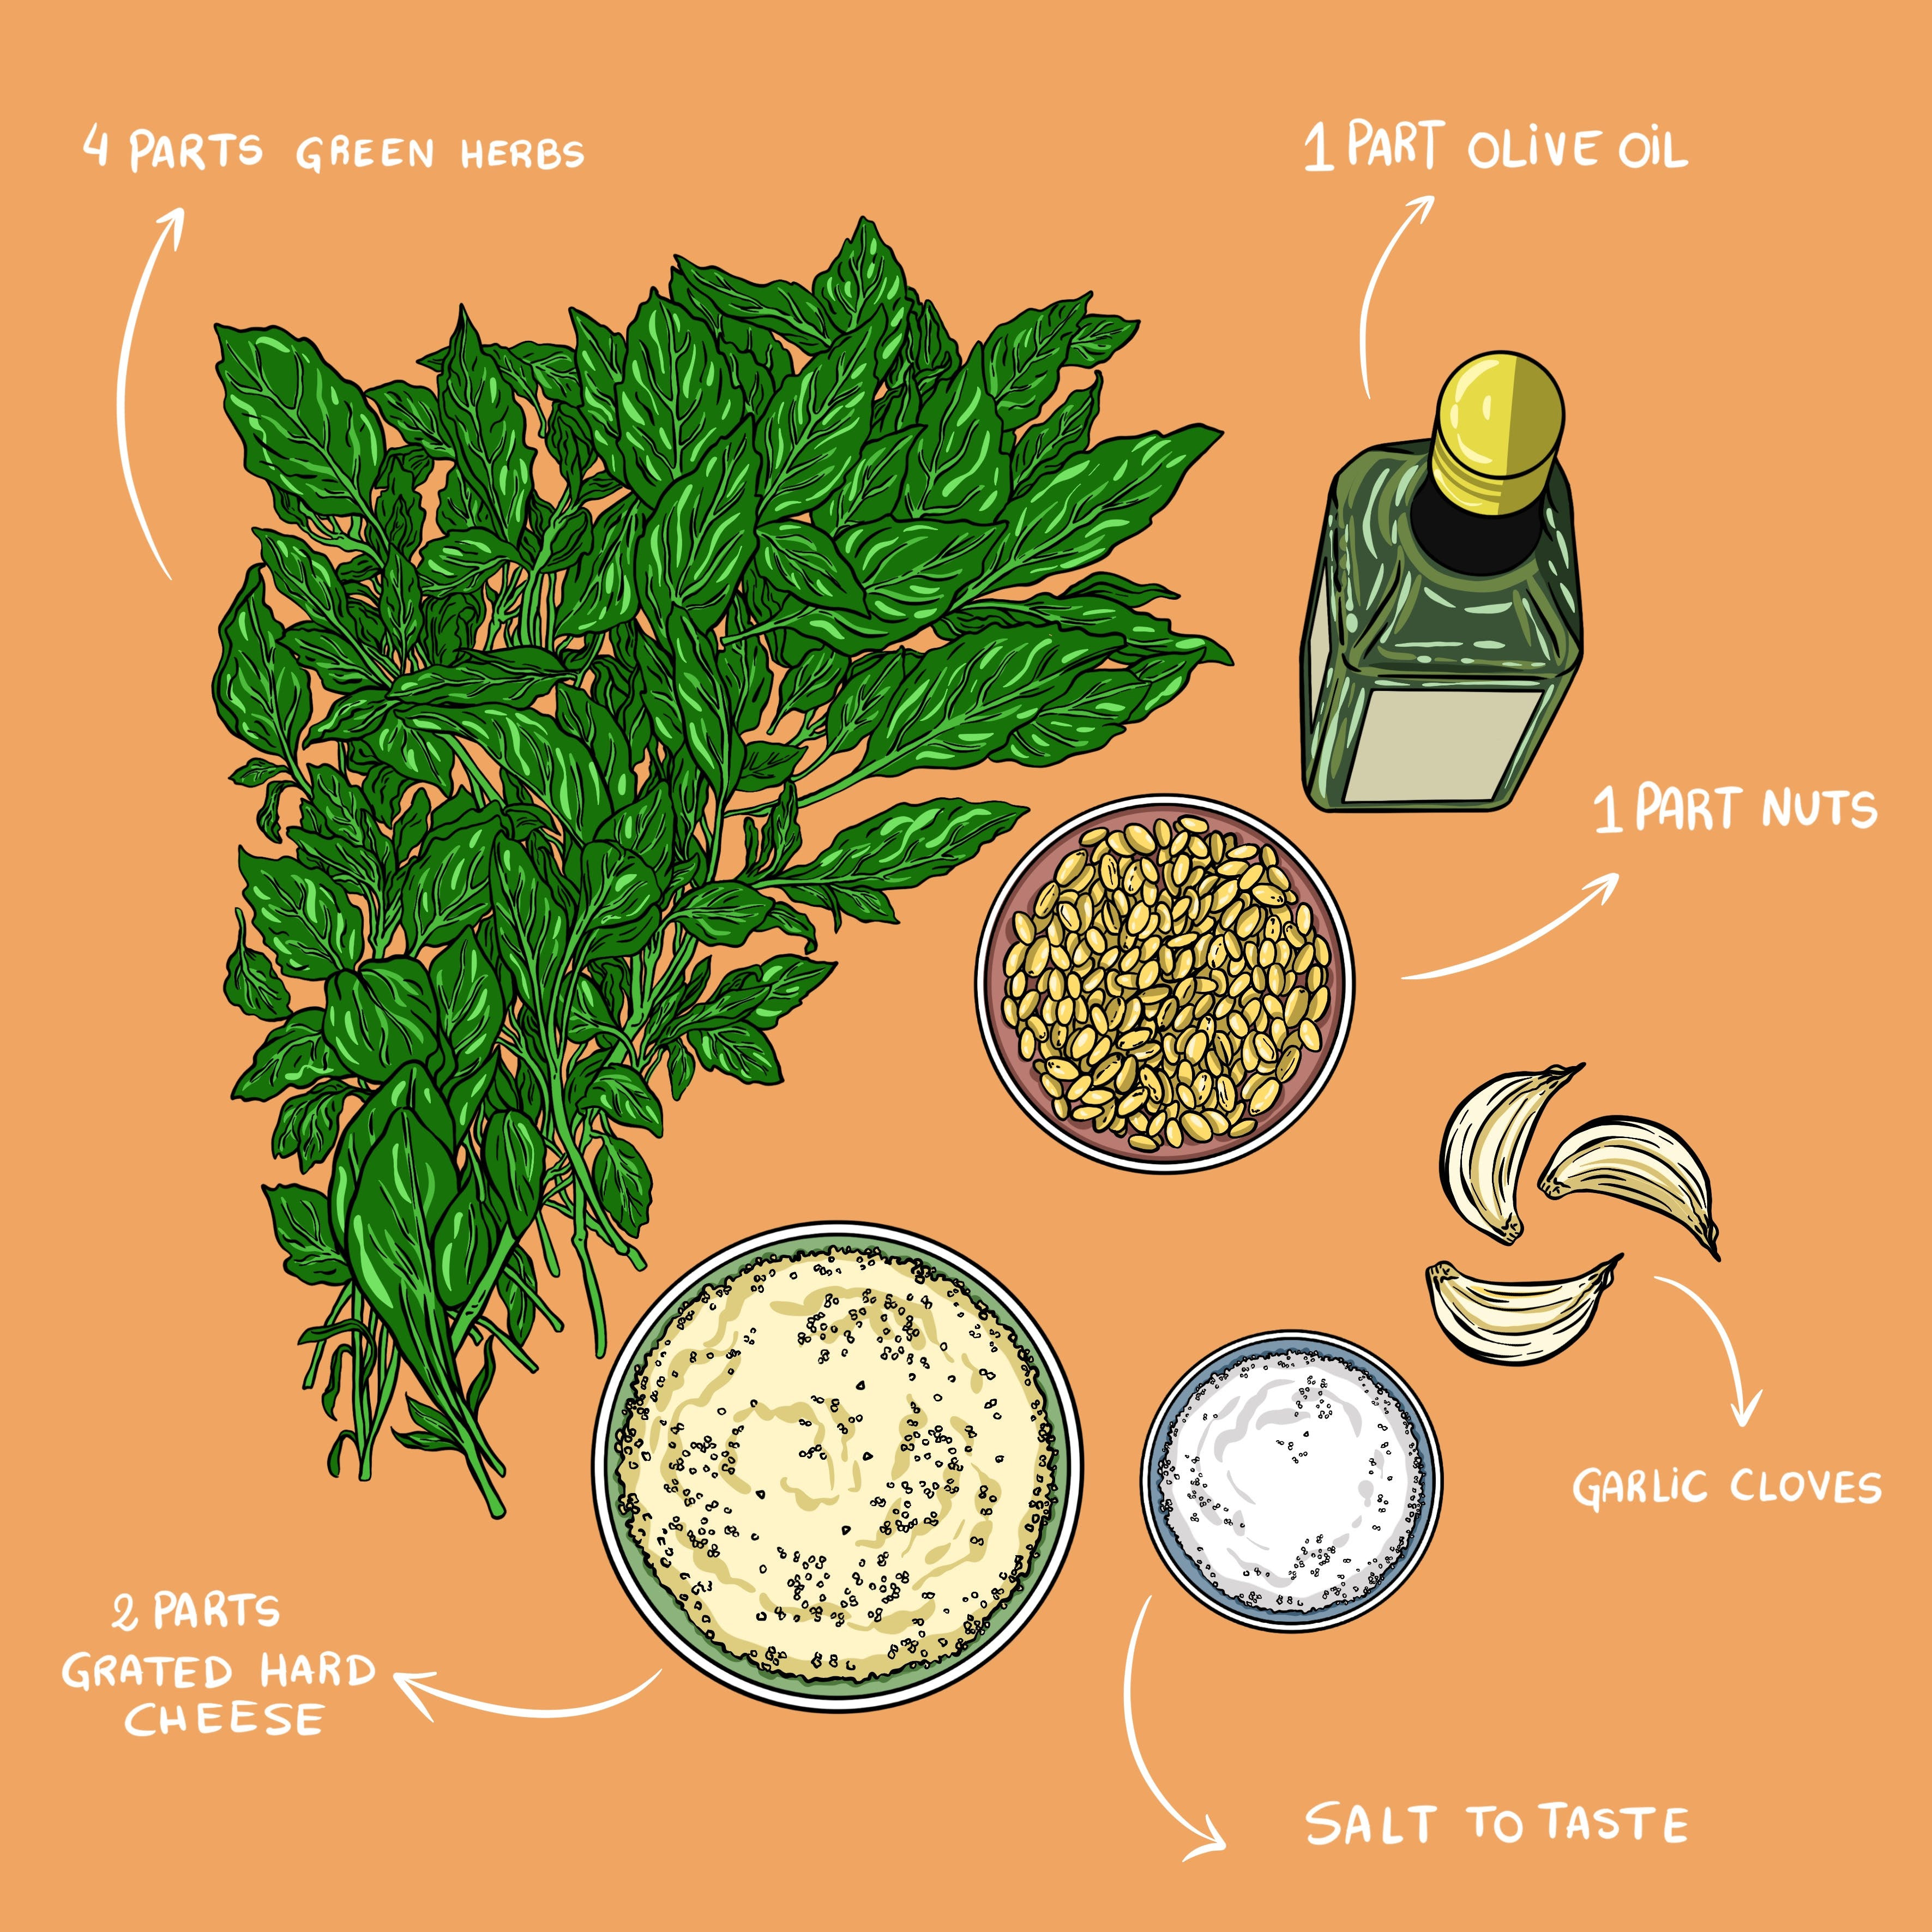 4 PARTS GREEN HERBS
1 PART OLIVE OIL
1 PART NUTS
GARLIC CLOVES
2 PARTS
GRATED HARD
CHEESE
SALT TO TASTE